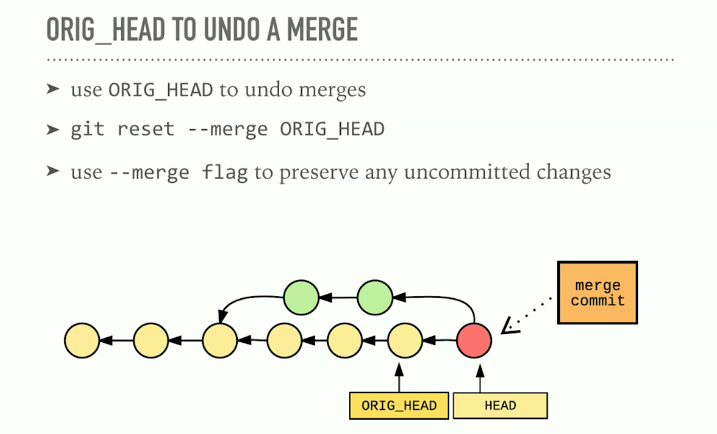 ORIG_HEAD TO UNDO A MERGE
➤ use ORIG_HEAD to undo merges
➤ git reset --merge ORIG_HEAD
➤ use --merge flag to preserve any uncommitted changes
merge
commit
ORIG_HEAD
HEAD